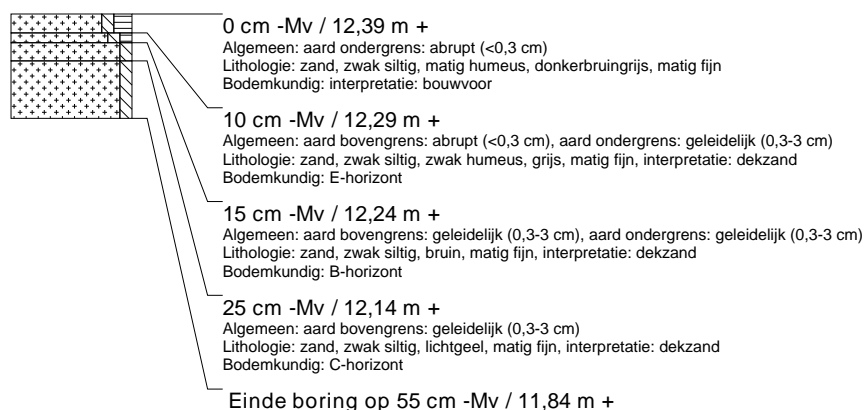 0 cm -Mv / 12,39 m +
Algemeen: aard ondergrens: abrupt (<0,3 cm)
Lithologie: zand, zwak siltig, matig humeus, donkerbruingrijs, matig fijn
Bodemkundig: interpretatie: bouwvoor
10 cm -Mv / 12,29 m +
Algemeen: aard bovengrens: abrupt (<0,3 cm), aard ondergrens: geleidelijk (0,3-3 cm)
Lithologie: zand, zwak siltig, zwak humeus, grijs, matig fijn, interpretatie: dekzand
Bodemkundig: E-horizont
15 cm -Mv / 12,24 m +
Algemeen: aard bovengrens: geleidelijk (0,3-3 cm), aard ondergrens: geleidelijk (0,3-3 cm)
Lithologie: zand, zwak siltig, bruin, matig fijn, interpretatie: dekzand
Bodemkundig: B-horizont
25 cm -Mv / 12,14 m +
Algemeen: aard bovengrens: geleidelijk (0,3-3 cm)
Lithologie: zand, zwak siltig, lichtgeel, matig fijn, interpretatie: dekzand
Bodemkundig: C-horizont
Einde boring op 55 cm -Mv / 11,84 m +